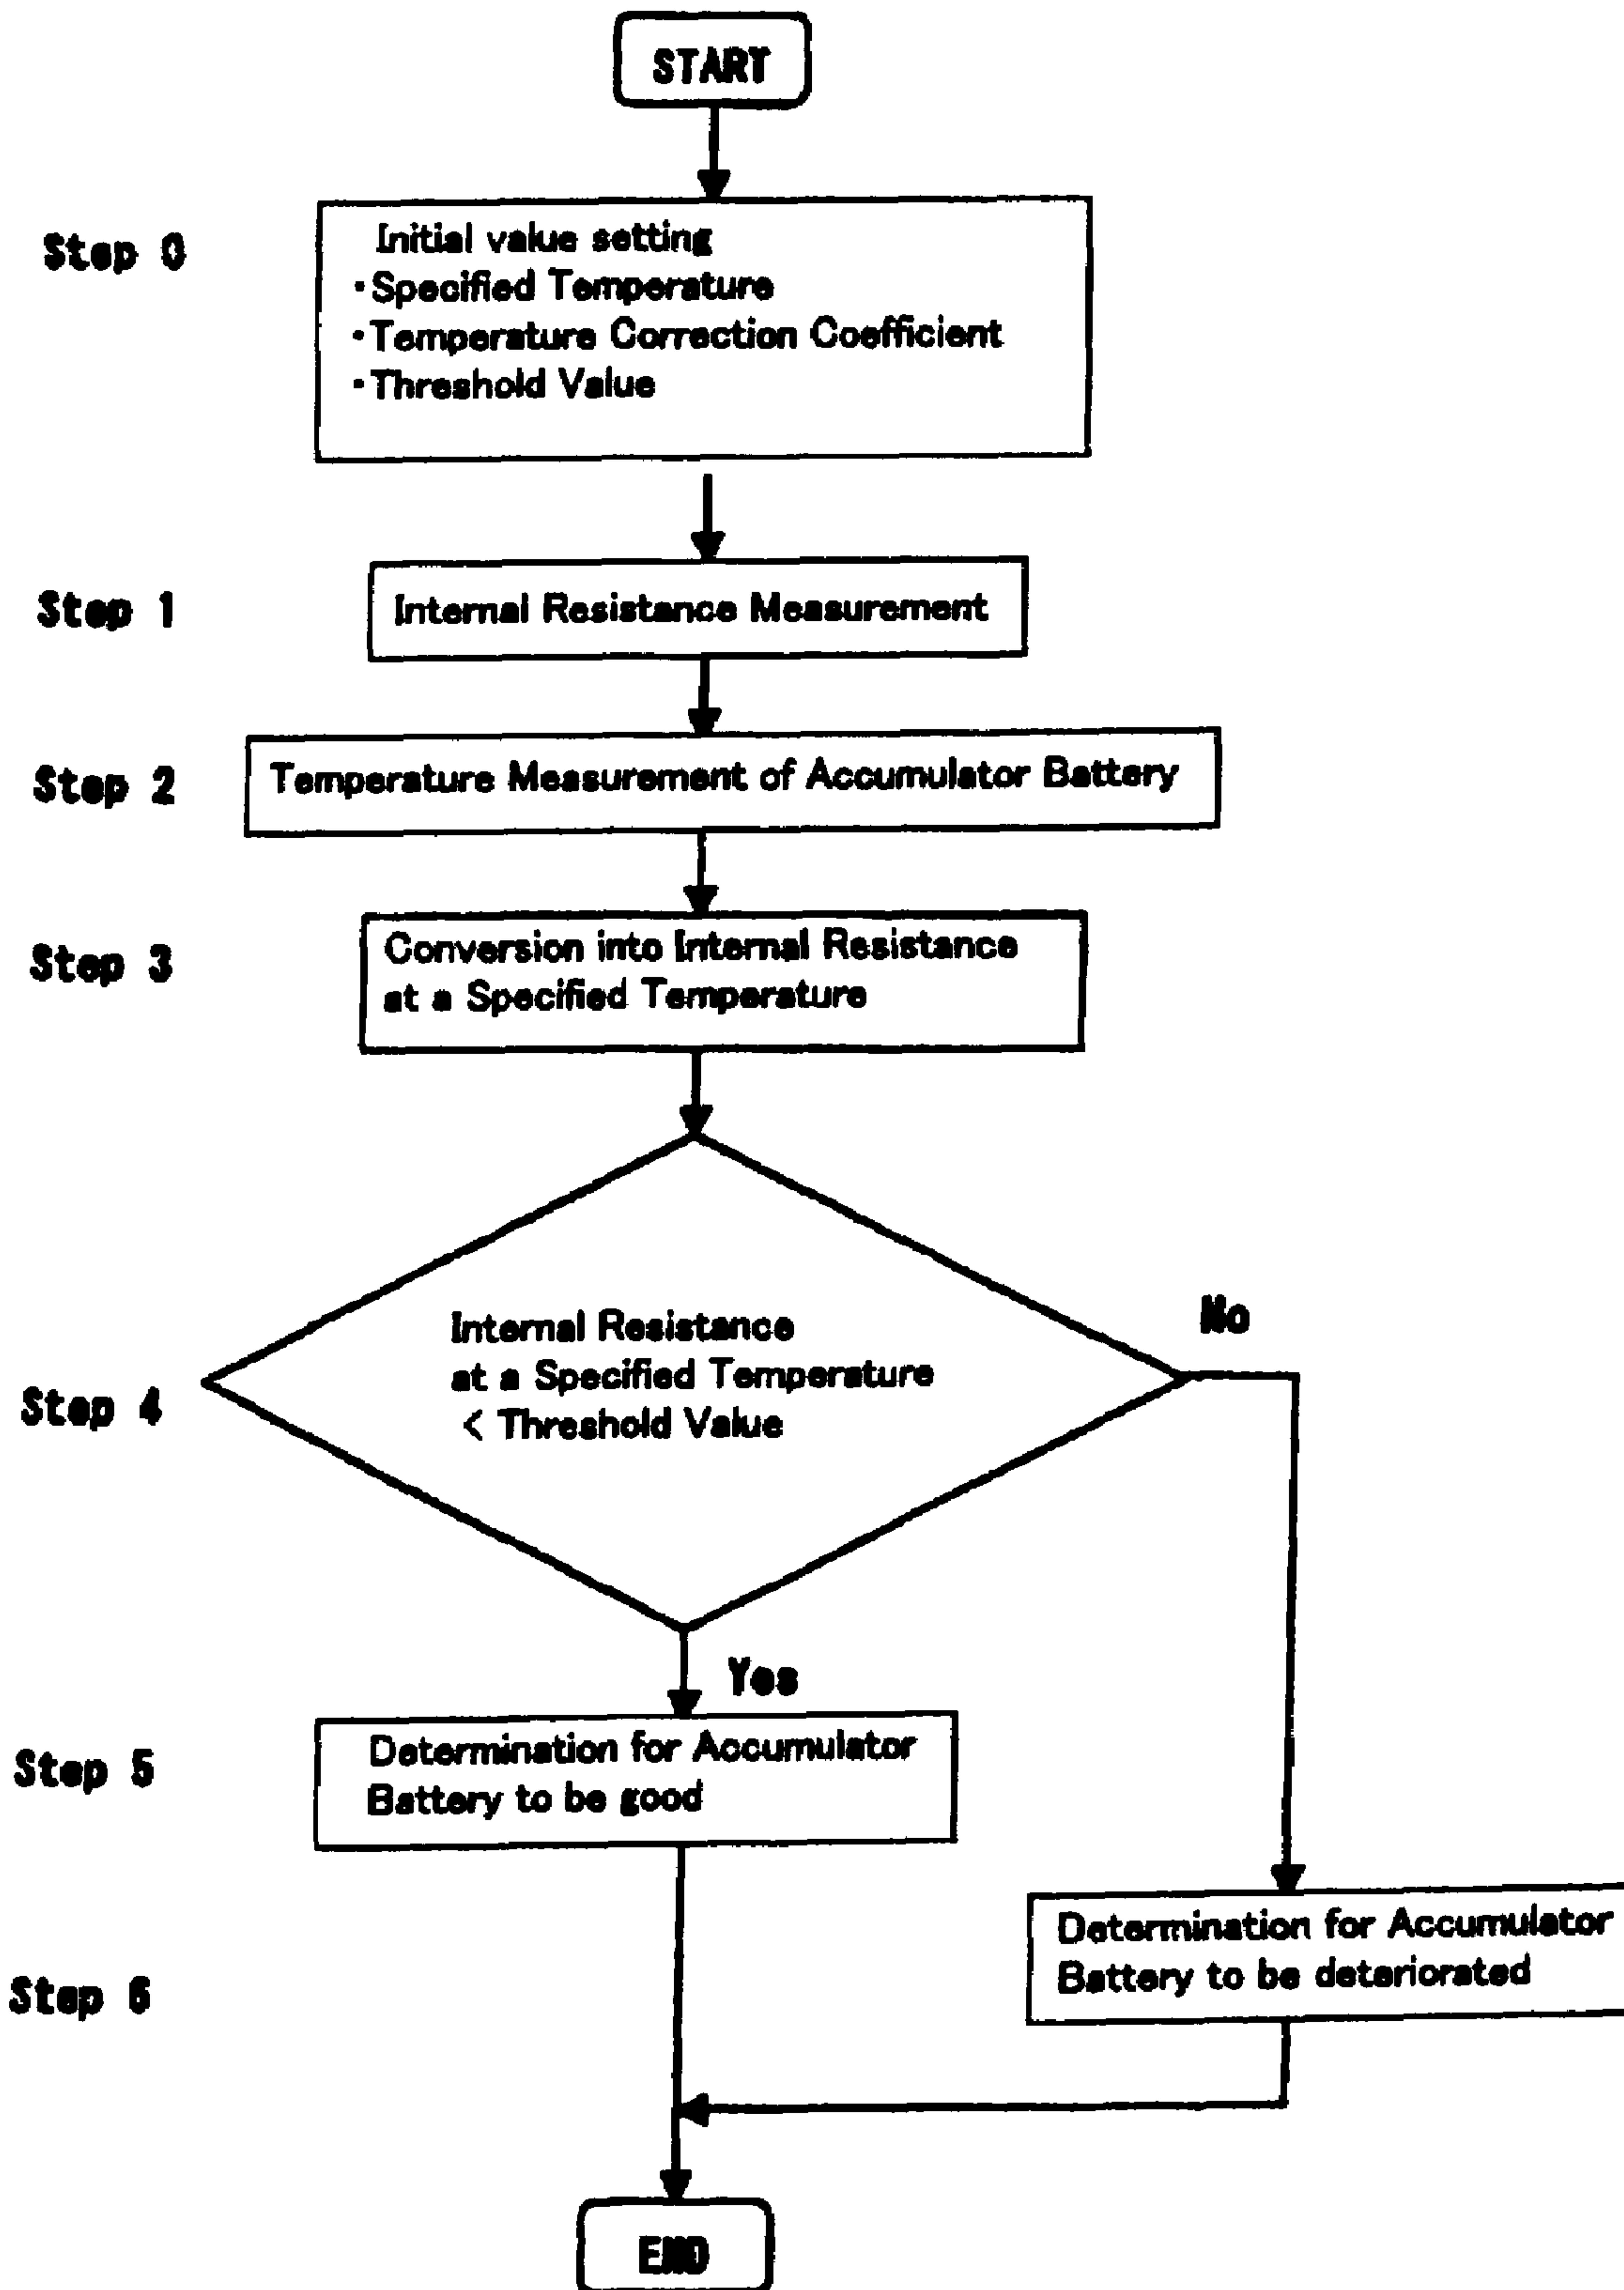 START
Step 0
Initial value setting
・Specified Temperature
・Temperature Correction Coefficient
・Threshold Value
Step 1
Internal Resistance Measurement
Step 2
Temperature Measurement of Accumulator Battery
Step 3
Conversion into Internal Resistance
at a Specified Temperature
No
Step 4
Internal Resistance
at a Specified Temperature
< Threshold Value
Yes
Step 5
Determination for Accumulator
Battery to be good
Step 6
Determination for Accumulator
Battery to be deteriorated
END